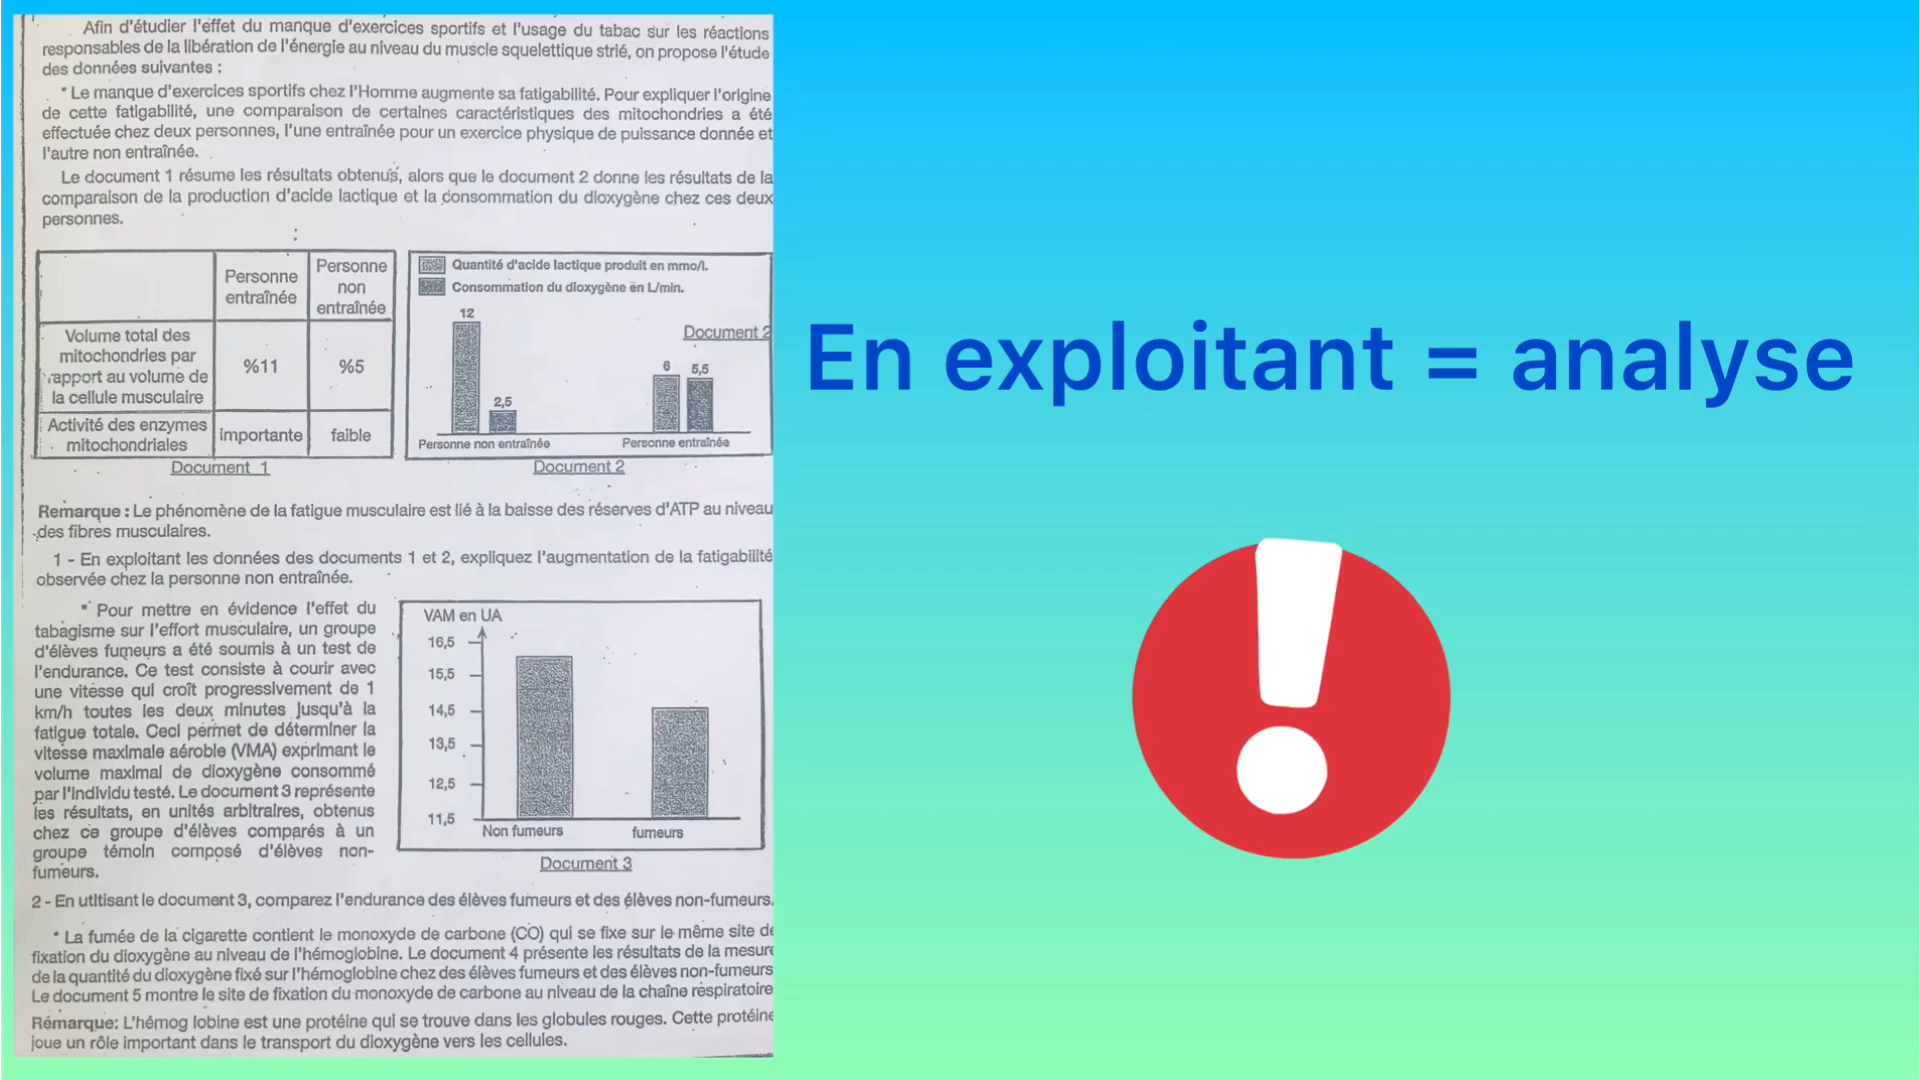 Afin d'étudier l'effet du manque d'exercices sportifs et l'usage du tabac sur les réactions
responsables de la libération de l'énergie au niveau du muscle squelettique strié, on propose l'étude
des données suivantes :
* Le manque d'exercices sportifs chez l'Homme augmente sa fatigabilité. Pour expliquer l'origine
de cette fatigabilité, une comparaison de certaines caractéristiques des mitochondries a été
effectuée chez deux personnes, l'une entraînée pour un exercice physique de puissance donnée et
l'autre non entraînée.
Le document 1 résume les résultats obtenus, alors que le document 2 donne les résultats de la
comparaison de la production d'acide lactique et la consommation du dioxygène chez ces deux
personnes.
:
Personne entraînée
Personne non entraînée
Volume total des mitochondries par rapport au volume de la cellule musculaire
%11
%5
Activité des enzymes mitochondriales
importante
faible
Document 1
Quantité d'acide lactique produit en mmo/l.
Consommation du dioxygène en L/min.
12
2,5
Document 2
6
5,5
Personne non entraînée
Personne entraînée
Document 2
Remarque : Le phénomène de la fatigue musculaire est lié à la baisse des réserves d'ATP au niveau
des fibres musculaires.
1 - En exploitant les données des documents 1 et 2, expliquez l'augmentation de la fatigabilité
observée chez la personne non entraînée.
* Pour mettre en évidence l'effet du
tabagisme sur l'effort musculaire, un groupe
d'élèves fumeurs a été soumis à un test de
l'endurance. Ce test consiste à courir avec
une vitesse qui croît progressivement de 1
km/h toutes les deux minutes jusqu'à la
fatigue totale. Ceci permet de déterminer la
vitesse maximale aérobie (VMA) exprimant le
volume maximal de dioxygène consommé
par l'individu testé. Le document 3 représente
les résultats, en unités arbitraires, obtenus
chez ce groupe d'élèves comparés à un
groupe témoin composé d'élèves non-
fumeurs.
VAM en UA
16,5
15,5
14,5
13,5
12,5
11,5
Non fumeurs
fumeurs
Document 3
2 - En utltisant le document 3, comparez l'endurance des élèves fumeurs et des élèves non-fumeurs.
* La fumée de la cigarette contient le monoxyde de carbone (CO) qui se fixe sur le même site de
fixation du dioxygène au niveau de l'hémoglobine. Le document 4 présente les résultats de la mesure
de la quantité du dioxygène fixé sur l'hémoglobine chez des élèves fumeurs et des élèves non-fumeurs
Le document 5 montre le site de fixation du monoxyde de carbone au niveau de la chaîne respiratoire
Rémarque: L'hémog lobine est une protéine qui se trouve dans les globules rouges. Cette protéine
joue un rôle important dans le transport du dioxygène vers les cellules.
En exploitant = analyse